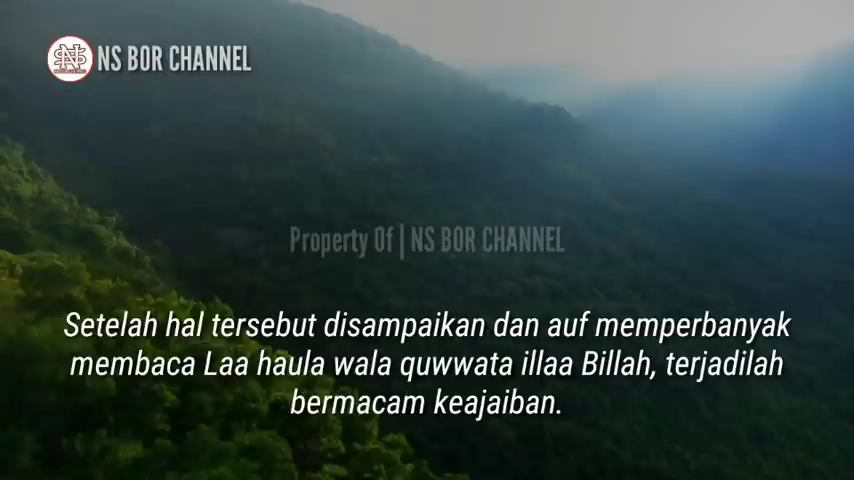 NS BOR CHANNEL
Property Of | NS BOR CHANNEL
Setelah hal tersebut disampaikan dan auf memperbanyak
membaca Laa haula wala quwwata illaa Billah, terjadilah
bermacam keajaiban.